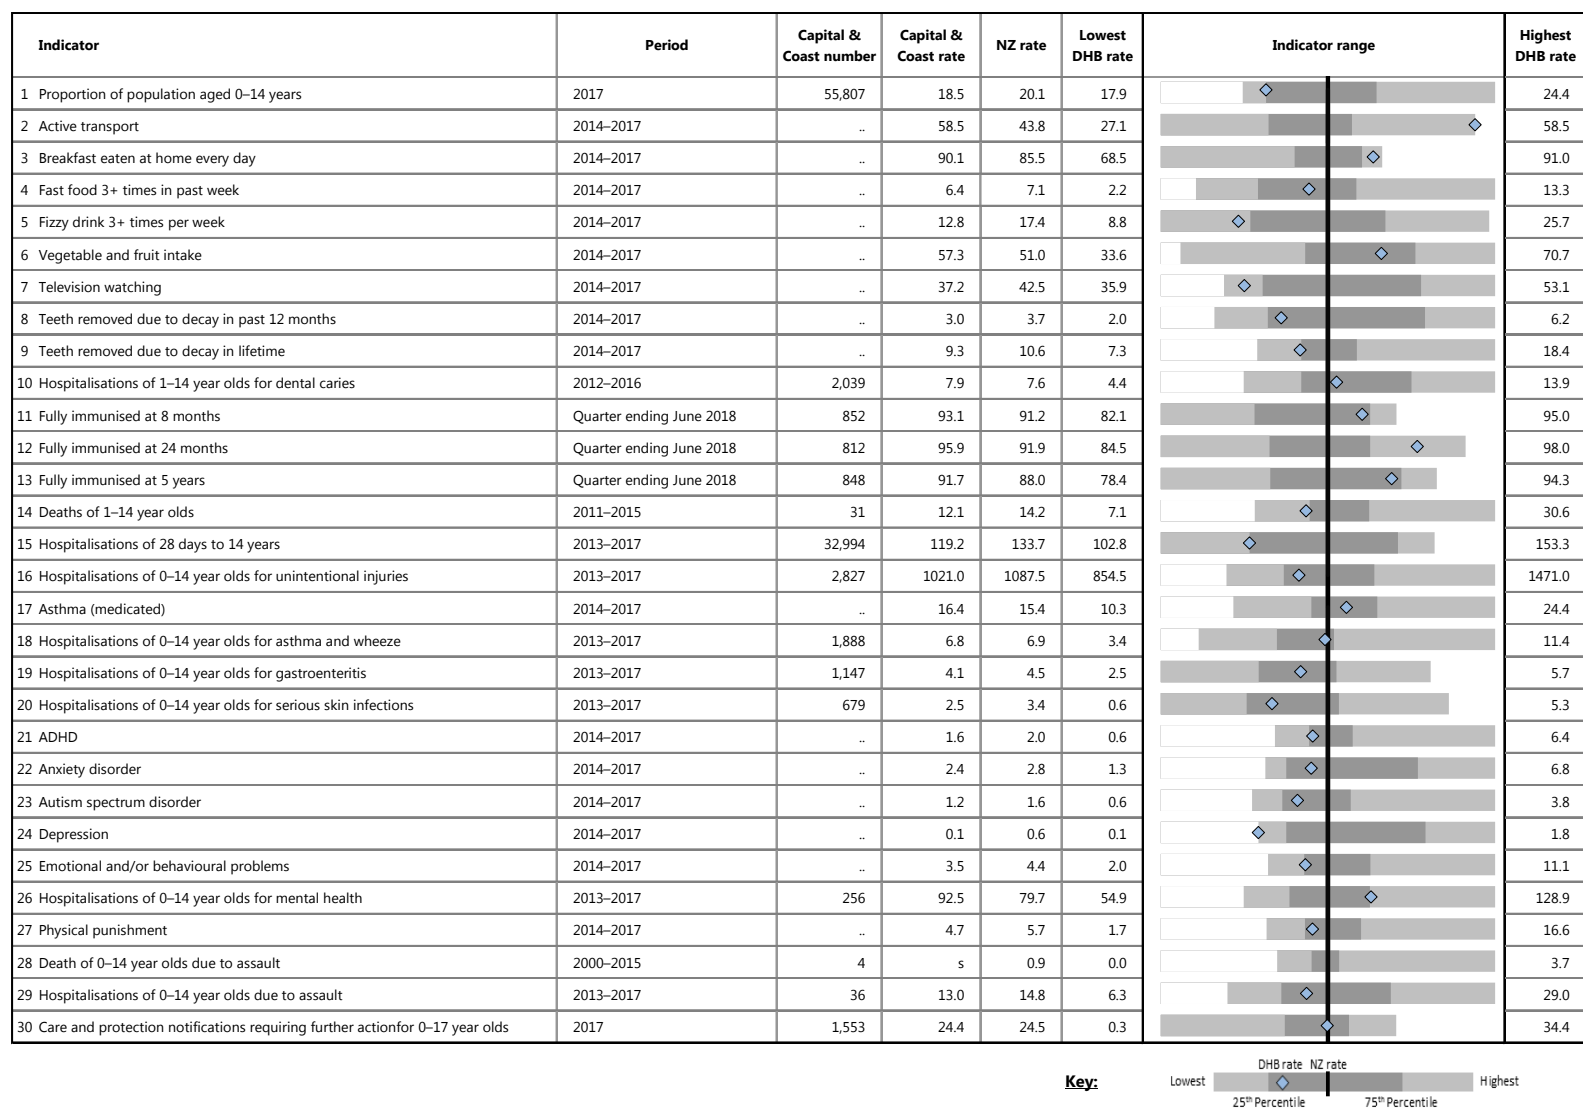 Indicator Period Capital & Coast number Capital & Coast rate NZ rate Lowest DHB rate Indicator range Highest DHB rate
1 Proportion of population aged 0–14 years 2017 55,807 18.5 20.1 17.9 24.4
2 Active transport 2014–2017 .. 58.5 43.8 27.1 58.5
3 Breakfast eaten at home every day 2014–2017 .. 90.1 85.5 68.5 91.0
4 Fast food 3+ times in past week 2014–2017 .. 6.4 7.1 2.2 13.3
5 Fizzy drink 3+ times per week 2014–2017 .. 12.8 17.4 8.8 25.7
6 Vegetable and fruit intake 2014–2017 .. 57.3 51.0 33.6 70.7
7 Television watching 2014–2017 .. 37.2 42.5 35.9 53.1
8 Teeth removed due to decay in past 12 months 2014–2017 .. 3.0 3.7 2.0 6.2
9 Teeth removed due to decay in lifetime 2014–2017 .. 9.3 10.6 7.3 18.4
10 Hospitalisations of 1–14 year olds for dental caries 2012–2016 2,039 7.9 7.6 4.4 13.9
11 Fully immunised at 8 months Quarter ending June 2018 852 93.1 91.2 82.1 95.0
12 Fully immunised at 24 months Quarter ending June 2018 812 95.9 91.9 84.5 98.0
13 Fully immunised at 5 years Quarter ending June 2018 848 91.7 88.0 78.4 94.3
14 Deaths of 1–14 year olds 2011–2015 31 12.1 14.2 7.1 30.6
15 Hospitalisations of 28 days to 14 years 2013–2017 32,994 119.2 133.7 102.8 153.3
16 Hospitalisations of 0–14 year olds for unintentional injuries 2013–2017 2,827 1021.0 1087.5 854.5 1471.0
17 Asthma (medicated) 2014–2017 .. 16.4 15.4 10.3 24.4
18 Hospitalisations of 0–14 year olds for asthma and wheeze 2013–2017 1,888 6.8 6.9 3.4 11.4
19 Hospitalisations of 0–14 year olds for gastroenteritis 2013–2017 1,147 4.1 4.5 2.5 5.7
20 Hospitalisations of 0–14 year olds for serious skin infections 2013–2017 679 2.5 3.4 0.6 5.3
21 ADHD 2014–2017 .. 1.6 2.0 0.6 6.4
22 Anxiety disorder 2014–2017 .. 2.4 2.8 1.3 6.8
23 Autism spectrum disorder 2014–2017 .. 1.2 1.6 0.6 3.8
24 Depression 2014–2017 .. 0.1 0.6 0.1 1.8
25 Emotional and/or behavioural problems 2014–2017 .. 3.5 4.4 2.0 11.1
26 Hospitalisations of 0–14 year olds for mental health 2013–2017 256 92.5 79.7 54.9 128.9
27 Physical punishment 2014–2017 .. 4.7 5.7 1.7 16.6
28 Death of 0–14 year olds due to assault 2000–2015 4 s 0.9 0.0 3.7
29 Hospitalisations of 0–14 year olds due to assault 2013–2017 36 13.0 14.8 6.3 29.0
30 Care and protection notifications requiring further actionfor 0–17 year olds 2017 1,553 24.4 24.5 0.3 34.4
DHB rate NZ rate
Key: Lowest Highest
25th Percentile 75th Percentile